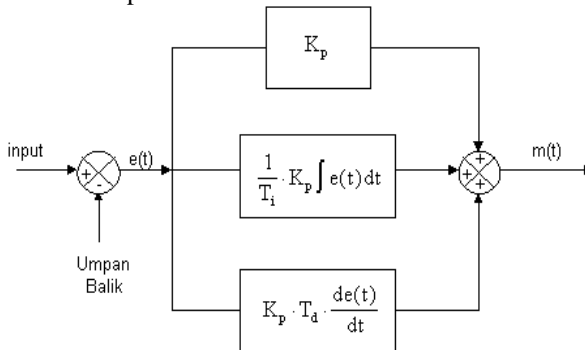 K_p
input
e(t)
+
-
1/T_i · K_p ∫ e(t) dt
+
+
+
m(t)
Umpan
Balik
K_p · T_d · de(t)/dt